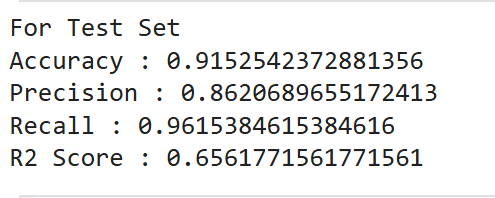 For Test Set
Accuracy : 0.9152542372881356
Precision : 0.8620689655172413
Recall : 0.9615384615384616
R2 Score : 0.6561771561771561